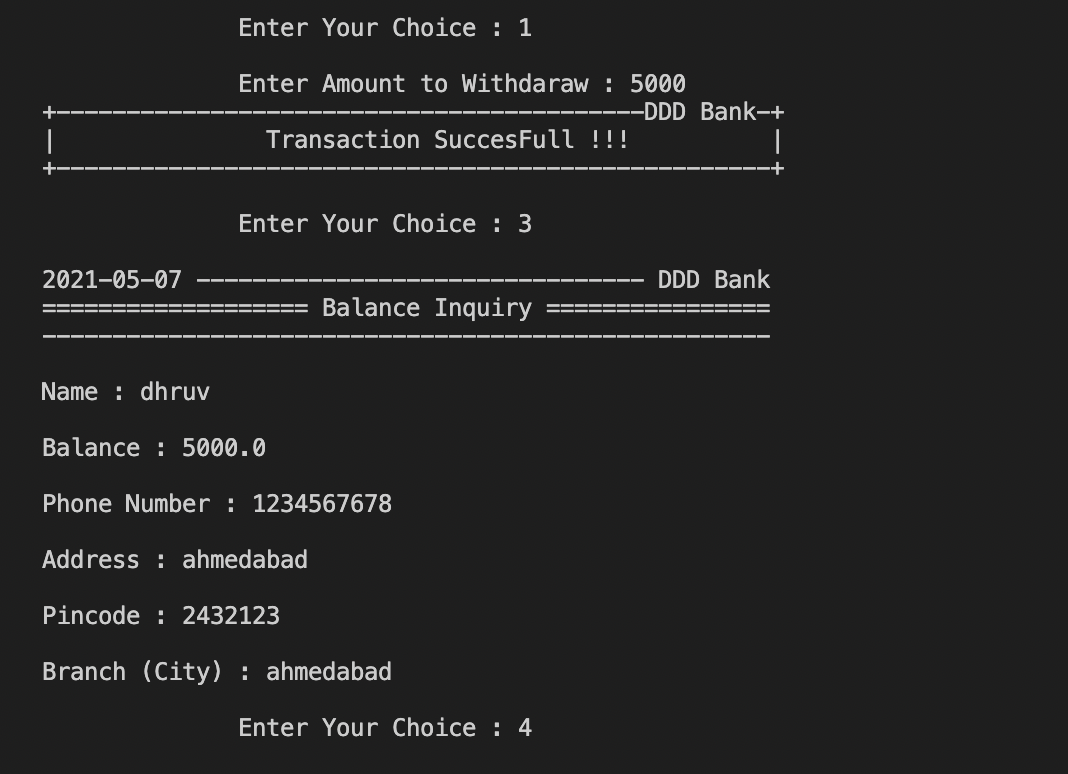 Enter Your Choice : 1
Enter Amount to Withdaraw : 5000
+------------------------------------------DDD Bank-+
|               Transaction SuccesFull !!!          |
+---------------------------------------------------+
Enter Your Choice : 3
2021-05-07 -------------------------------- DDD Bank
=================== Balance Inquiry ================
----------------------------------------------------
Name : dhruv
Balance : 5000.0
Phone Number : 1234567678
Address : ahmedabad
Pincode : 2432123
Branch (City) : ahmedabad
Enter Your Choice : 4